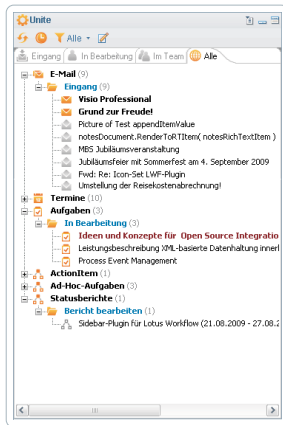 Unite
Alle
Eingang In Bearbeitung Im Team Alle
E-Mail (9)
Eingang (9)
Visio Professional
Grund zur Freude!
Picture of Test appendItemValue
notesDocument.RenderToRTItem( notesRichTextItem )
MBS Jubiläumsveranstaltung
Jubiläumsfeier mit Sommerfest am 4. September 2009
Fwd: Re: Icon-Set LWF-Plugin
Umstellung der Reisekostenabrechnung!
Termine (10)
Aufgaben (3)
In Bearbeitung (3)
Ideen und Konzepte für Open Source Integratio
Leistungsbeschreibung XML-basierte Datenhaltung innerl
Process Event Management
ActionItem (1)
Ad-Hoc-Aufgaben (3)
Statusberichte (1)
Bericht bearbeiten (1)
Sidebar-Plugin für Lotus Workflow (21.08.2009 - 27.08.2